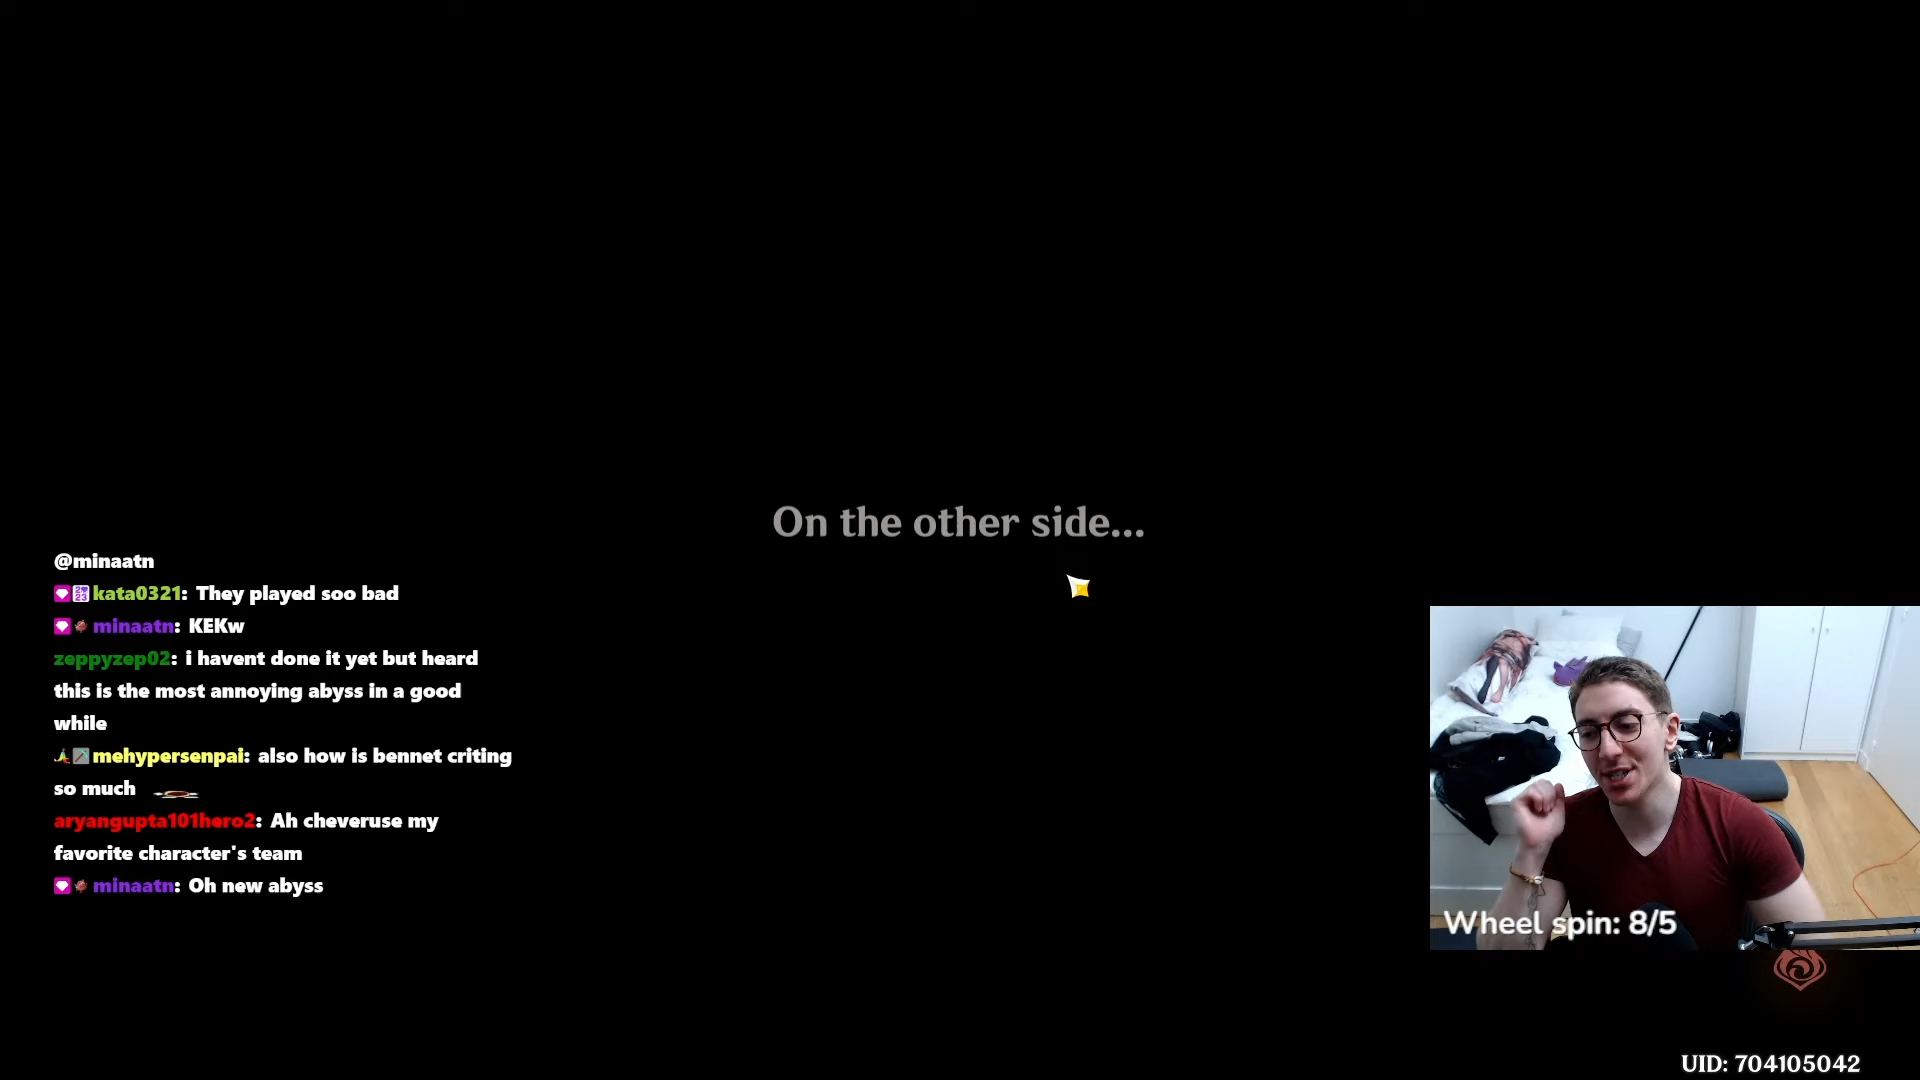 On the other side...
@minaatn
kata0321: They played soo bad
minaatn: KEKw
zeppyzep02: i havent done it yet but heard
this is the most annoying abyss in a good
while
mehypersenpai: also how is bennet criting
so much
aryangupta101hero2: Ah cheveruse my
favorite character's team
minaatn: Oh new abyss
Wheel spin: 8/5
UID: 704105042